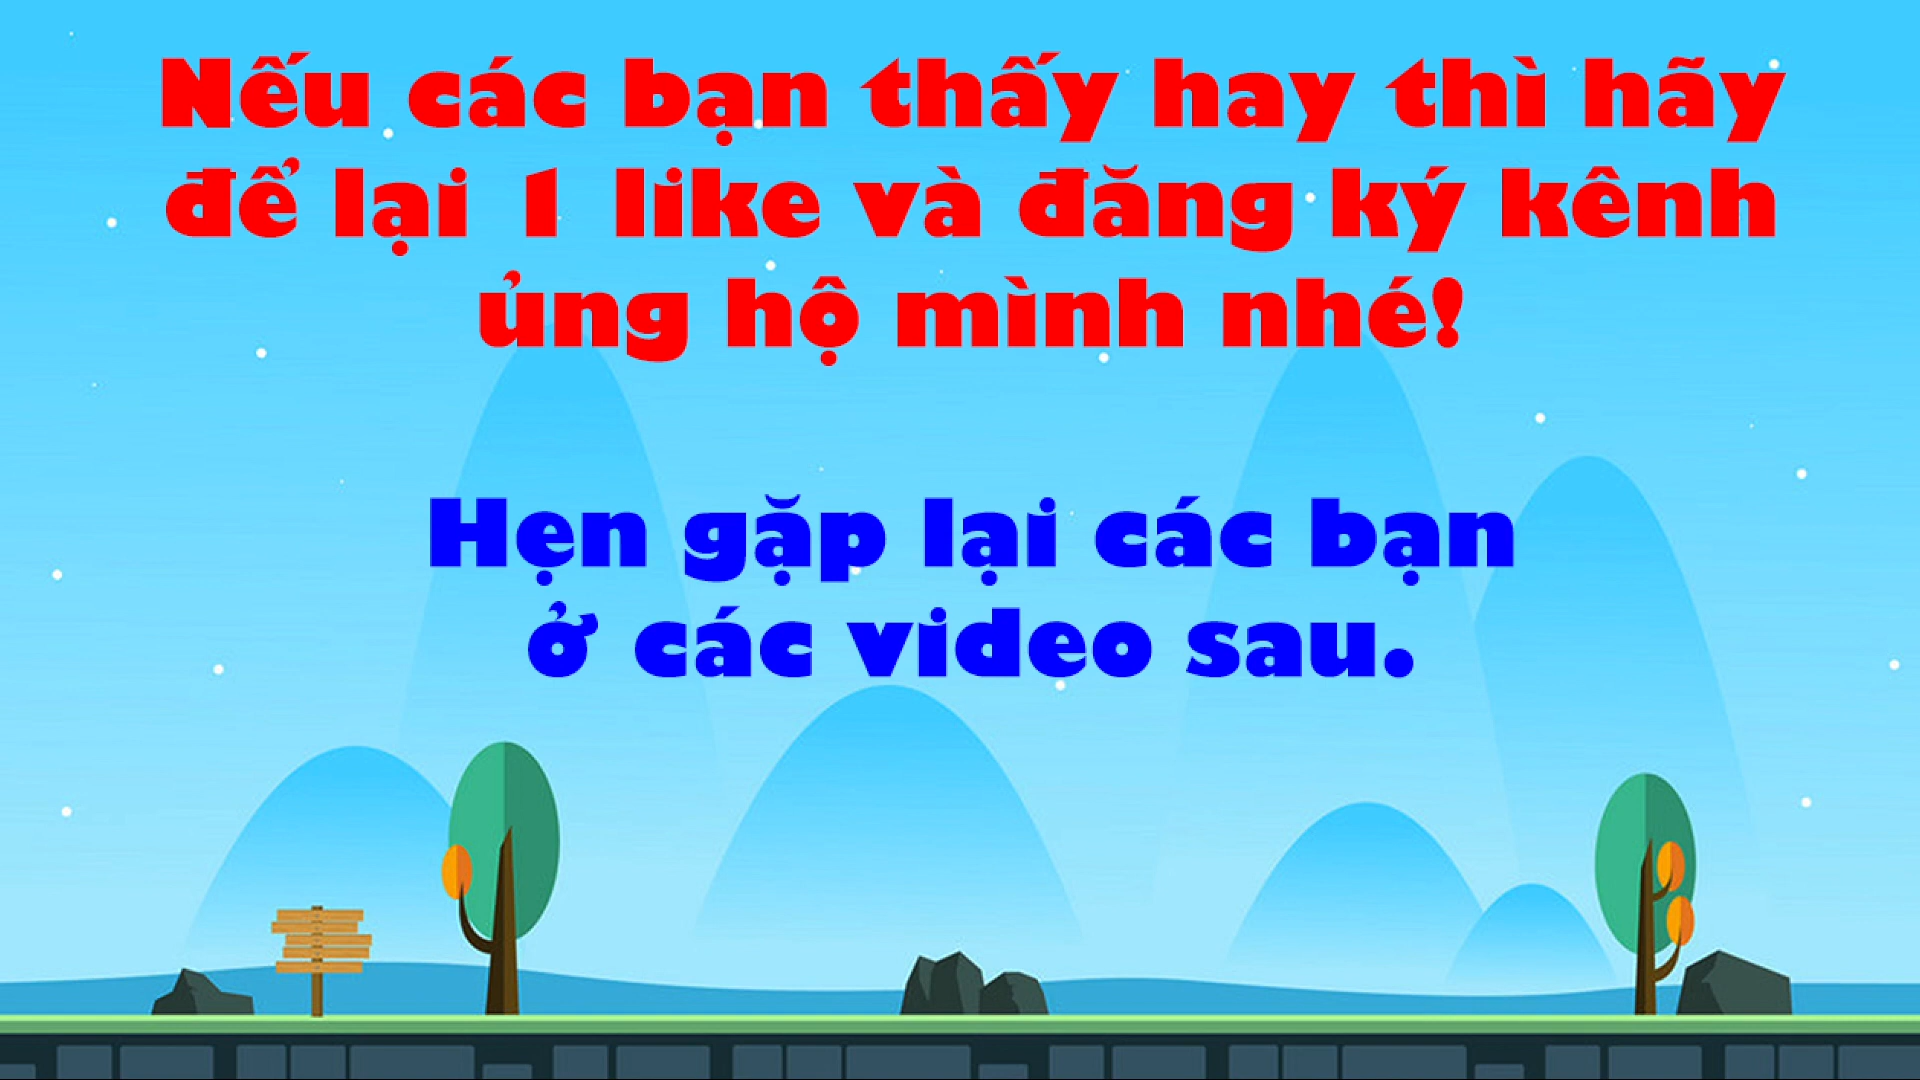 Nếu các bạn thấy hay thì hãy
để lại 1 like và đăng ký kênh
ủng hộ mình nhé!
Hẹn gặp lại các bạn
ở các video sau.